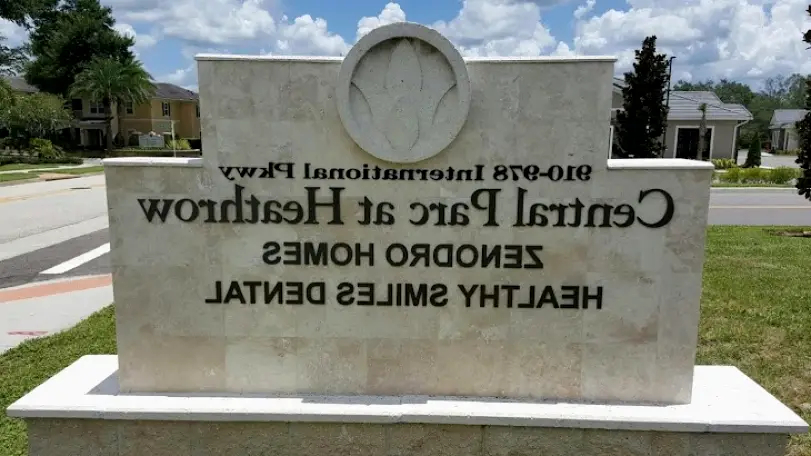 910-978 International Pkwy
Central Parc at Heathrow
ZENODRO HOMES
HEALTHY SMILES DENTAL